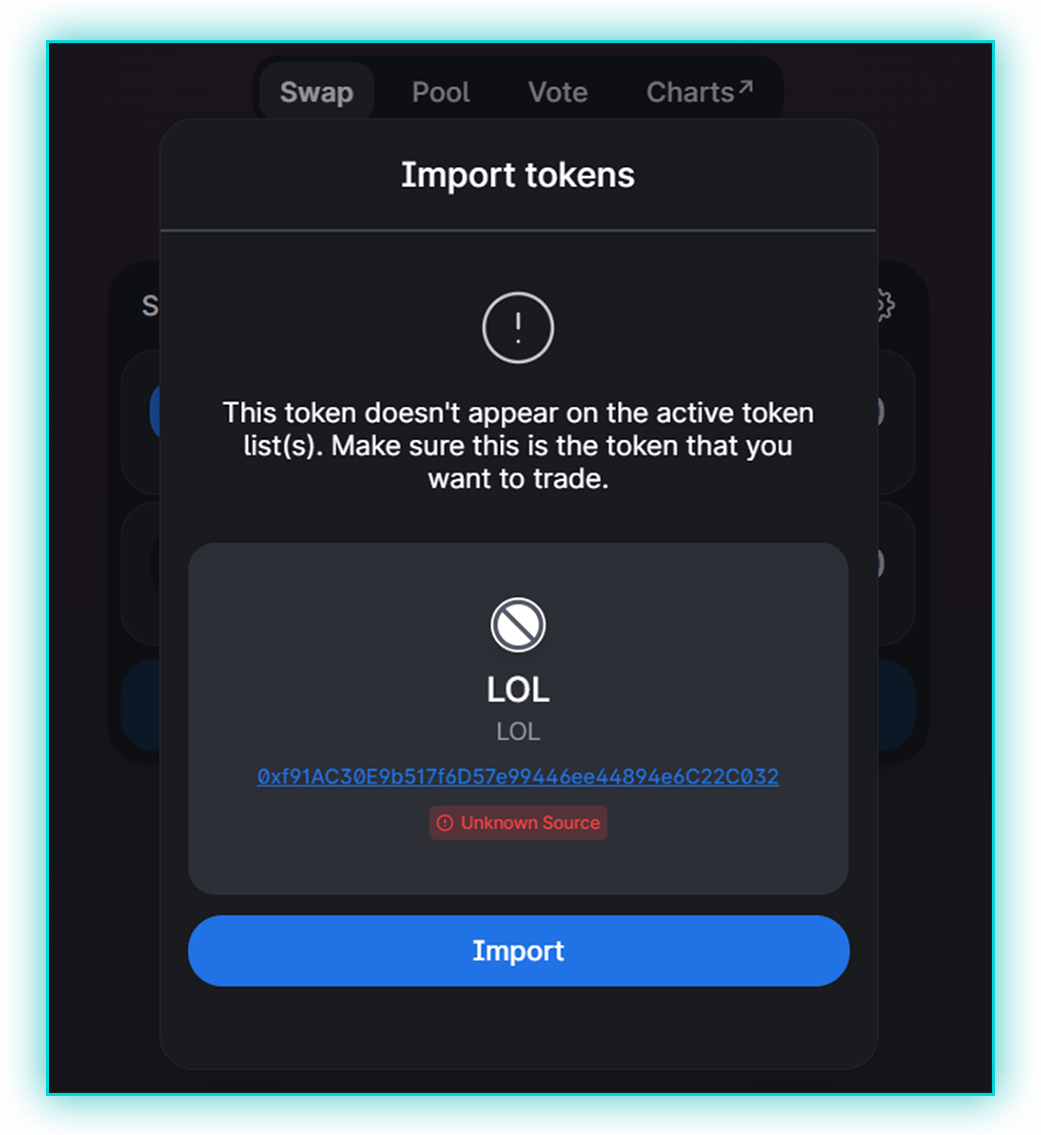 Swap Pool Vote Charts↗
Import tokens
S
!
This token doesn't appear on the active token
list(s). Make sure this is the token that you
want to trade.
LOL
LOL
0xf91AC30E9b517f6D57e99446ee44894e6C22C032
Unknown Source
Import